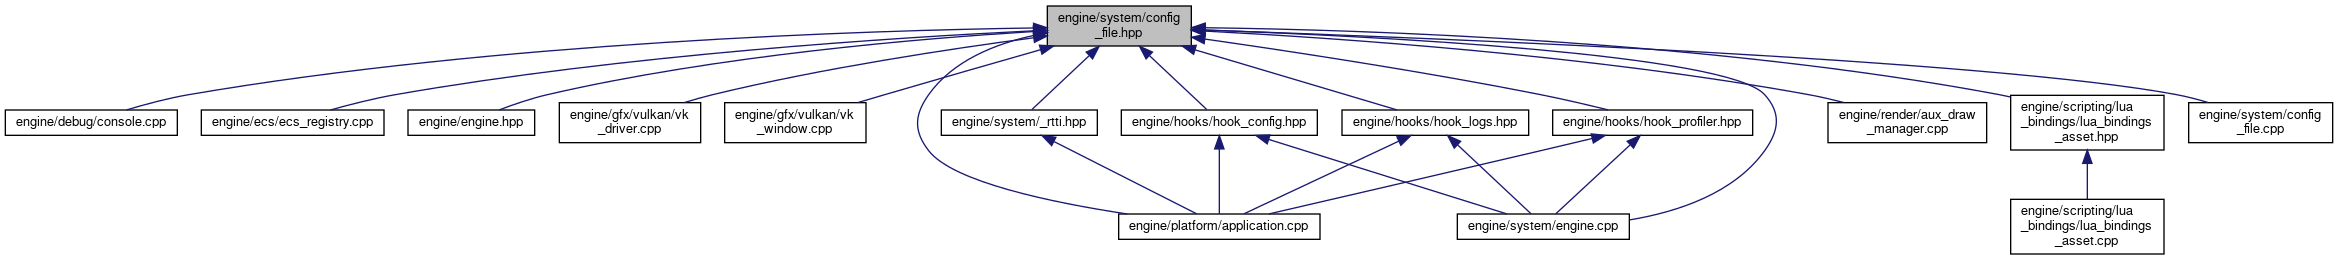 engine/system/config
_file.hpp
engine/debug/console.cpp
engine/ecs/ecs_registry.cpp
engine/engine.hpp
engine/gfx/vulkan/vk
_driver.cpp
engine/gfx/vulkan/vk
_window.cpp
engine/system/_rtti.hpp
engine/hooks/hook_config.hpp
engine/hooks/hook_logs.hpp
engine/hooks/hook_profiler.hpp
engine/render/aux_draw
_manager.cpp
engine/scripting/lua
_bindings/lua_bindings
_asset.hpp
engine/system/config
_file.cpp
engine/platform/application.cpp
engine/system/engine.cpp
engine/scripting/lua
_bindings/lua_bindings
_asset.cpp